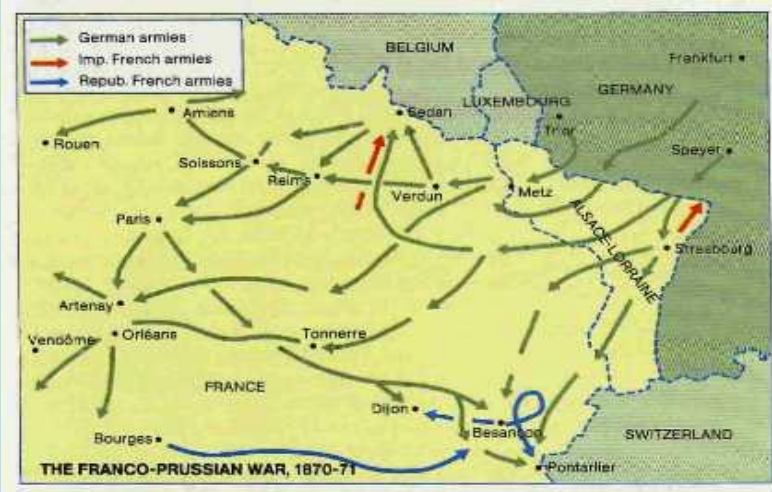 German armies
Imp. French armies
Repub. French armies
BELGIUM
Frankfurt
GERMANY
LUXEMBOURG
Trier
Sedan
Amiens
Rouen
Speyer
Soissons
Reims
Verdun
Metz
ALSACE-LORRAINE
Paris
Strasbourg
Artenay
Vendôme
Orléans
Tonnerre
FRANCE
Dijon
Besançon
Bourges
SWITZERLAND
Pontarlier
THE FRANCO-PRUSSIAN WAR, 1870-71